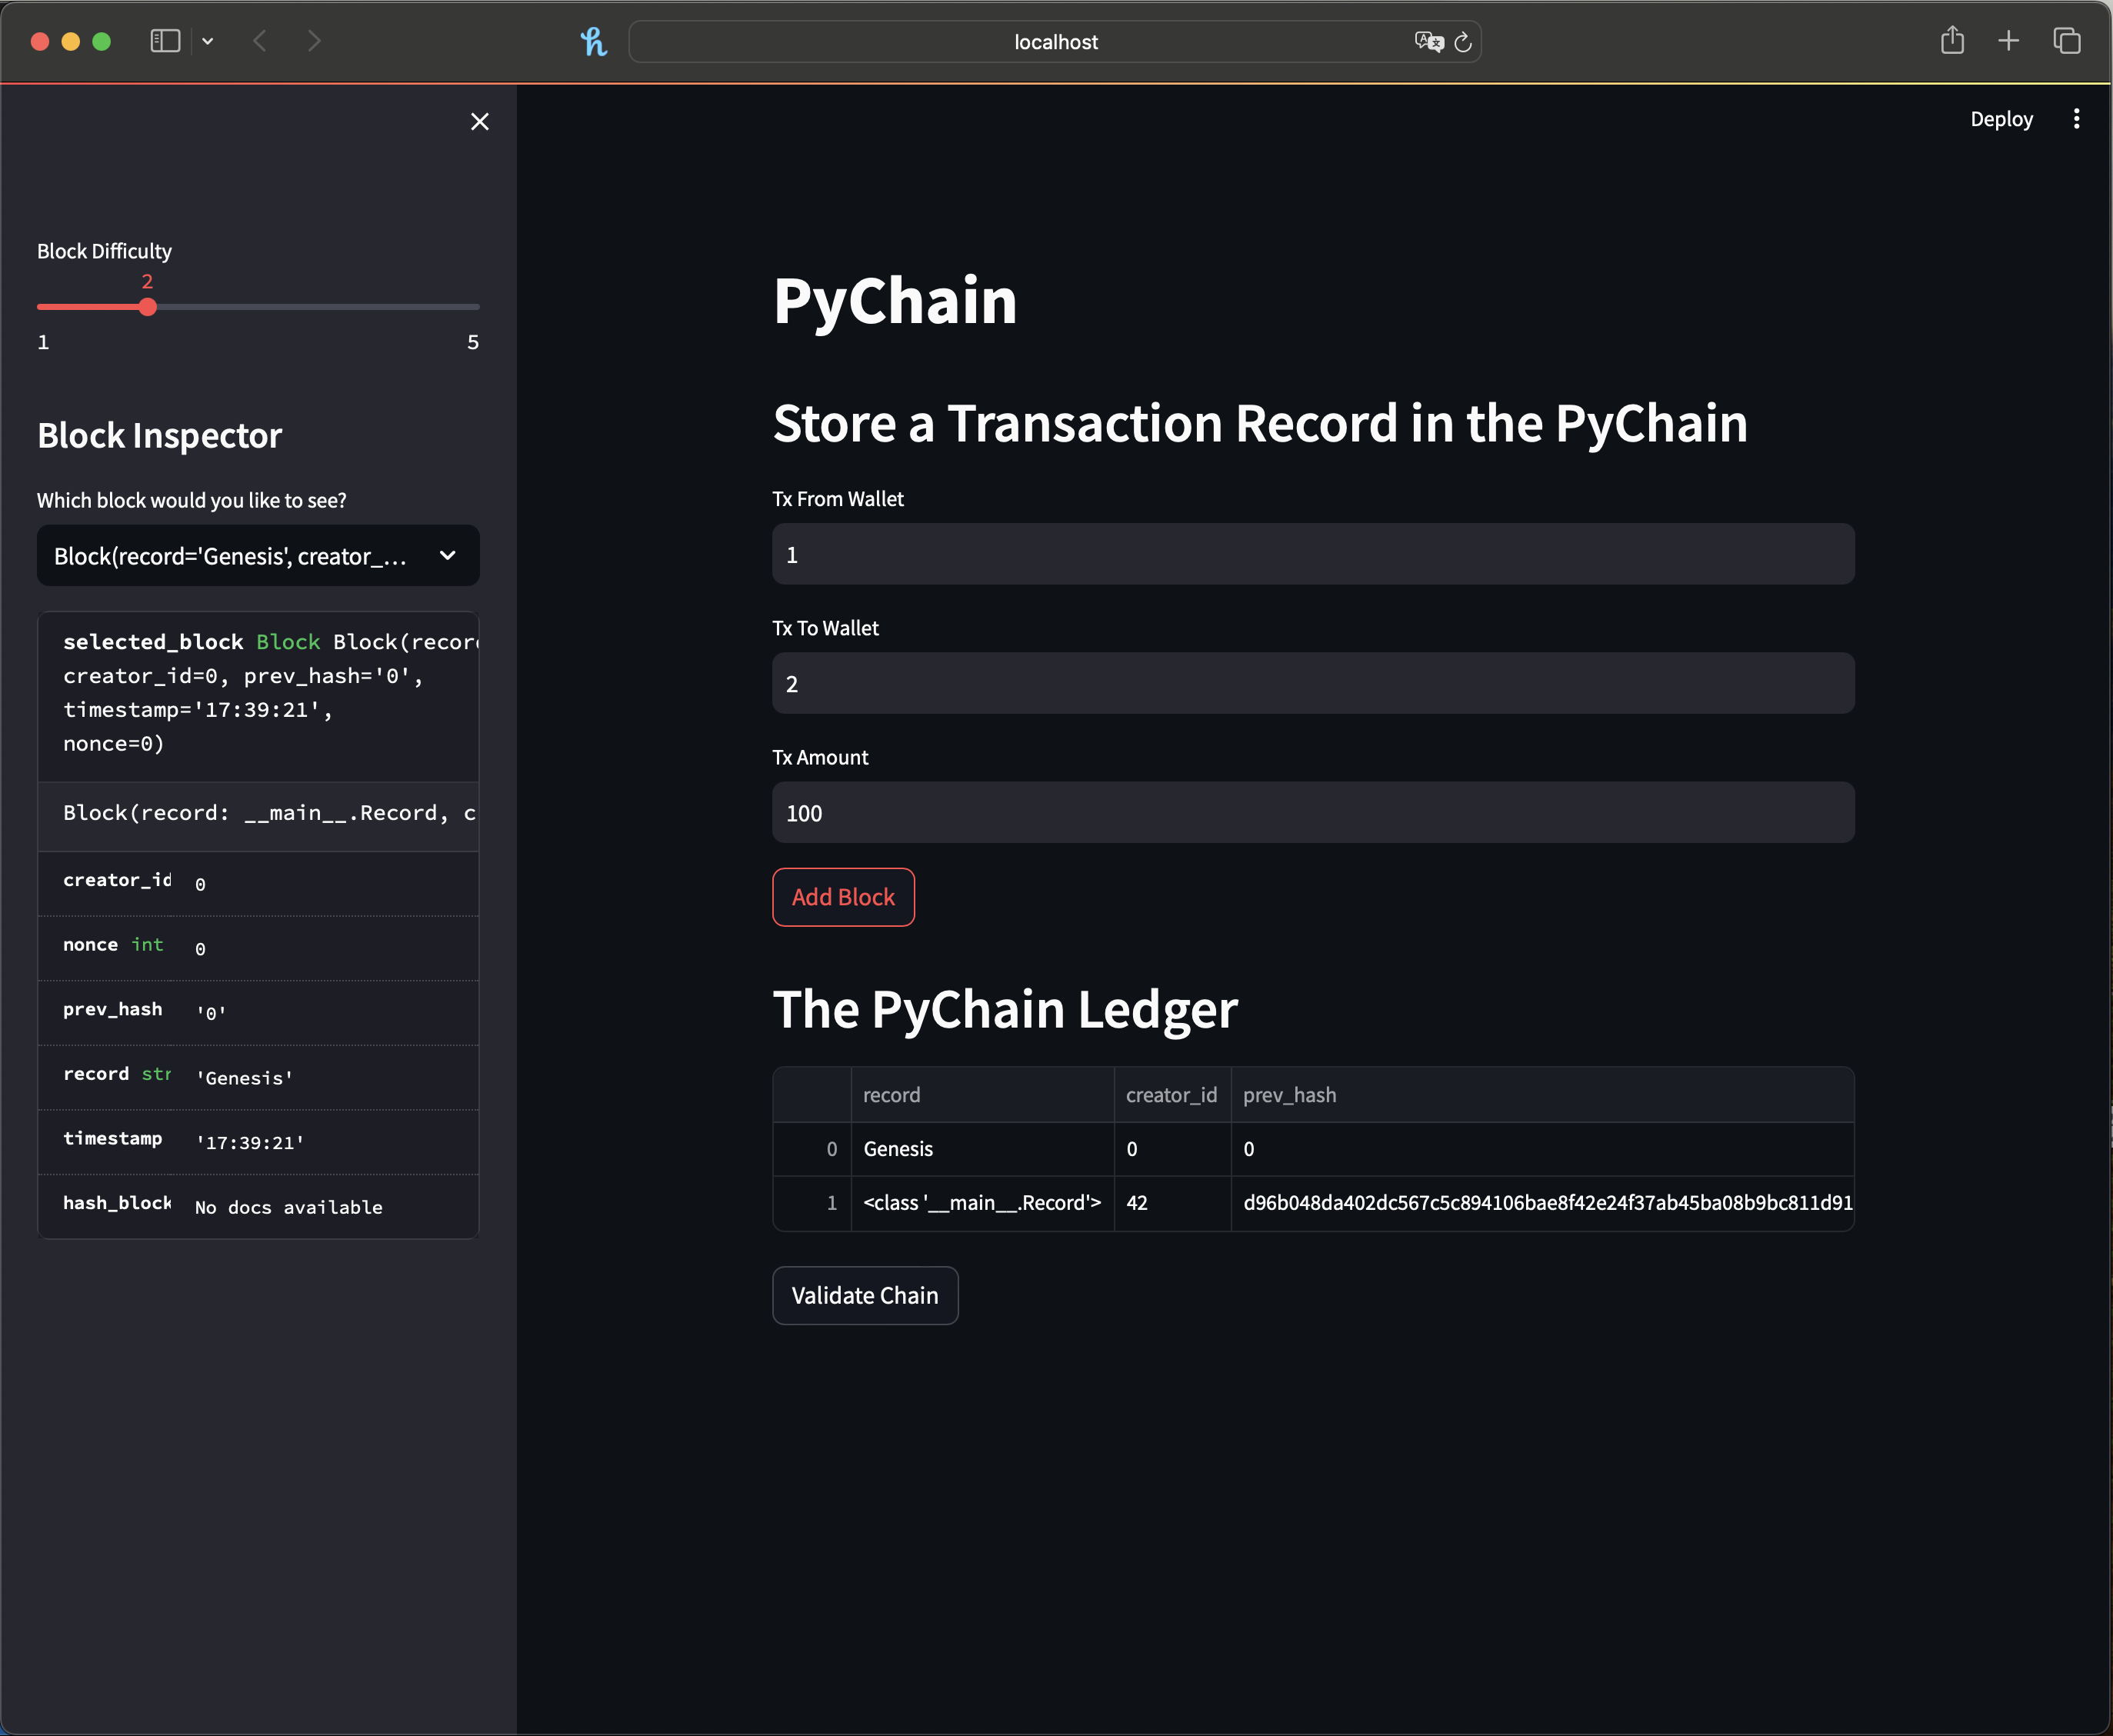 localhost
Deploy
Block Difficulty
2
1 5
Block Inspector
Which block would you like to see?
Block(record='Genesis', creator_...
selected_block Block Block(recor
creator_id=0, prev_hash='0',
timestamp='17:39:21',
nonce=0)
Block(record: __main__.Record, c
creator_id 0
nonce int 0
prev_hash '0'
record str 'Genesis'
timestamp '17:39:21'
hash_block No docs available
PyChain
Store a Transaction Record in the PyChain
Tx From Wallet
1
Tx To Wallet
2
Tx Amount
100
Add Block
The PyChain Ledger
record creator_id prev_hash
0 Genesis 0 0
1 <class '__main__.Record'> 42 d96b048da402dc567c5c894106bae8f42e24f37ab45ba08b9bc811d91
Validate Chain